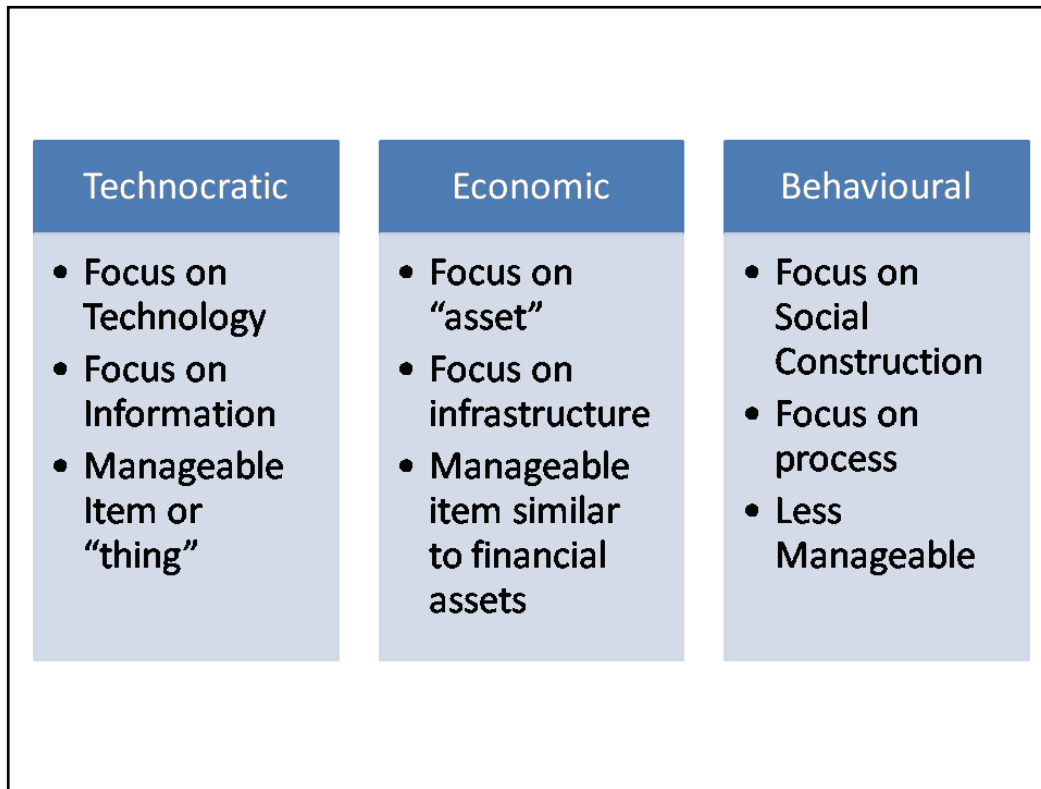 Technocratic
• Focus on
Technology
• Focus on
Information
• Manageable
Item or
“thing”
Economic
• Focus on
“asset”
• Focus on
infrastructure
• Manageable
item similar
to financial
assets
Behavioural
• Focus on
Social
Construction
• Focus on
process
• Less
Manageable